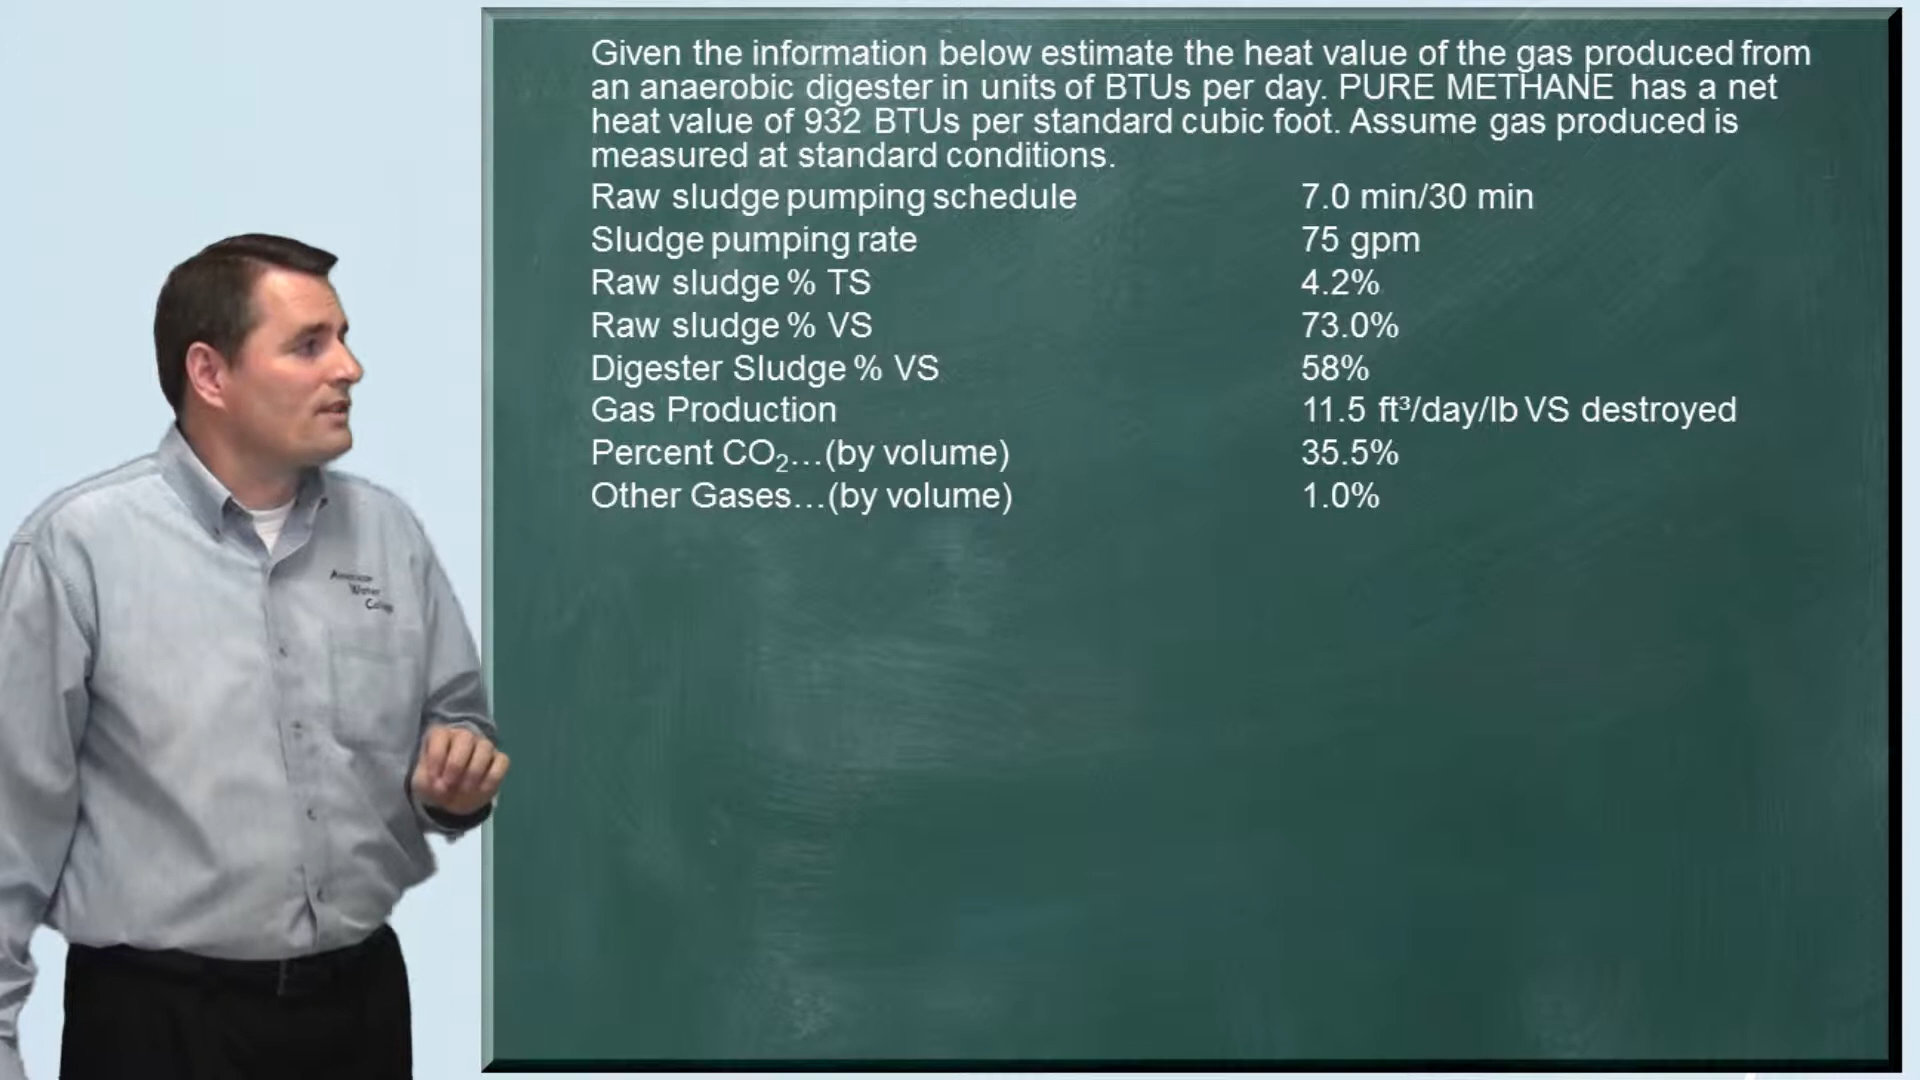 Given the information below estimate the heat value of the gas produced from
an anaerobic digester in units of BTUs per day. PURE METHANE has a net
heat value of 932 BTUs per standard cubic foot. Assume gas produced is
measured at standard conditions.
Raw sludge pumping schedule 7.0 min/30 min
Sludge pumping rate 75 gpm
Raw sludge % TS 4.2%
Raw sludge % VS 73.0%
Digester Sludge % VS 58%
Gas Production 11.5 ft³/day/lb VS destroyed
Percent CO₂...(by volume) 35.5%
Other Gases...(by volume) 1.0%
American
Water
College